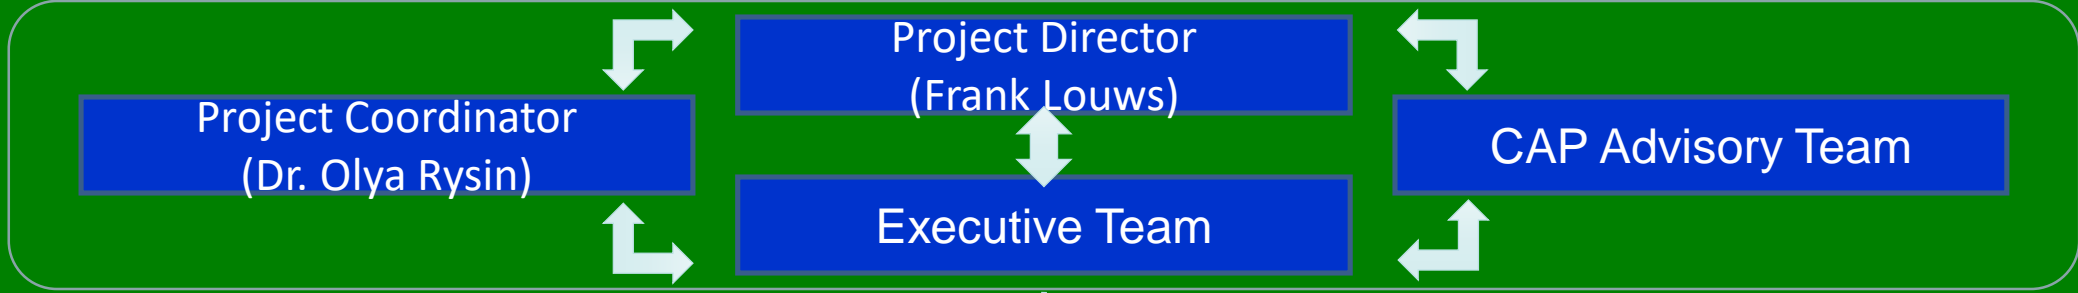 Project Director
(Frank Louws)
Project Coordinator
(Dr. Olya Rysin)
CAP Advisory Team
Executive Team